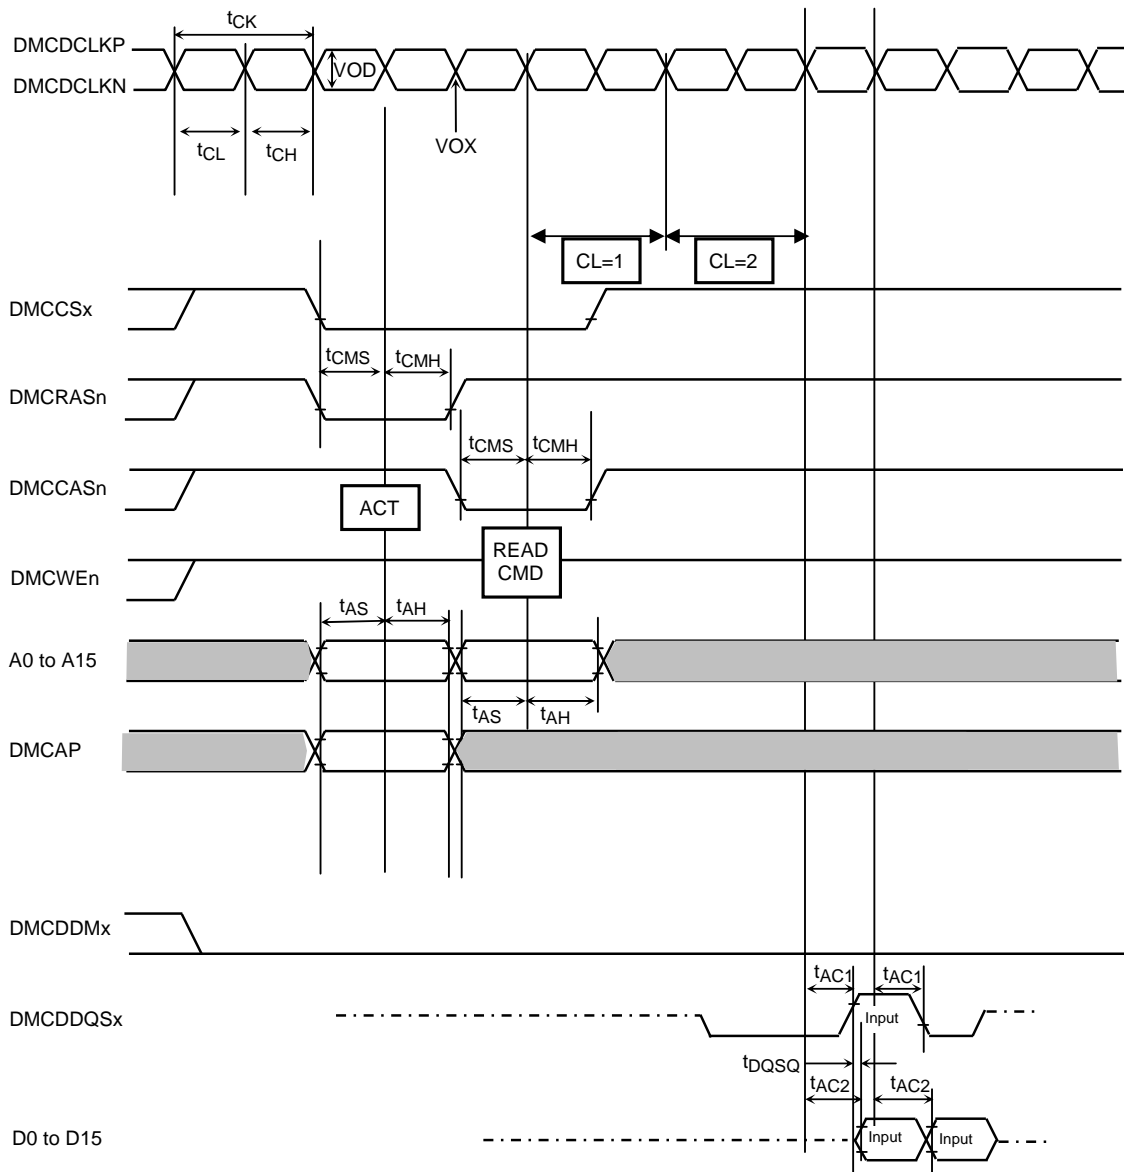 tCK
DMCDCLKP
VOD
DMCDCLKN
tCL
tCH
VOX
CL=1
CL=2
DMCCSx
tCMS
tCMH
DMCRASn
tCMS
tCMH
DMCCASn
ACT
READ
CMD
DMCWEn
tAS
tAH
A0 to A15
tAS
tAH
DMCAP
DMCDDMx
tAC1
tAC1
DMCDDQSx
Input
tDQSQ
tAC2
tAC2
D0 to D15
Input
Input